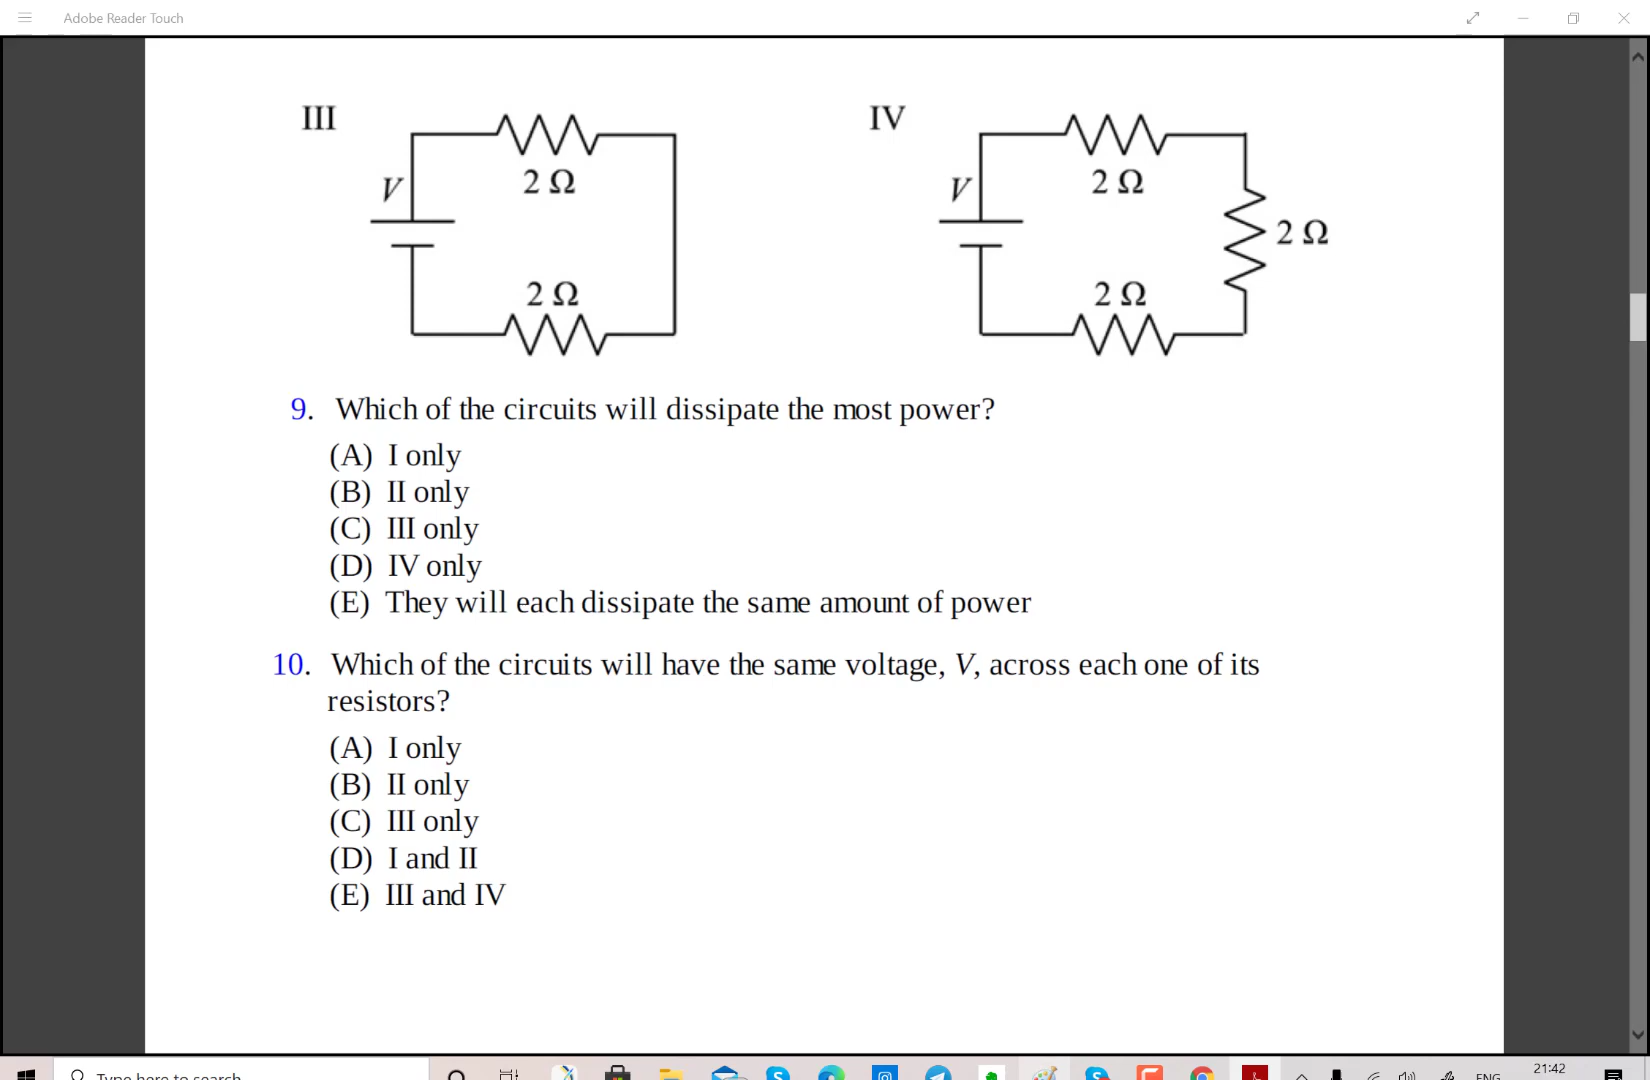 Adobe Reader Touch
III
IV
V
2 Ω
2 Ω
V
2 Ω
2 Ω
2 Ω
9. Which of the circuits will dissipate the most power?
(A) I only
(B) II only
(C) III only
(D) IV only
(E) They will each dissipate the same amount of power
10. Which of the circuits will have the same voltage, V, across each one of its
resistors?
(A) I only
(B) II only
(C) III only
(D) I and II
(E) III and IV
Type here to search
ENG
21:42